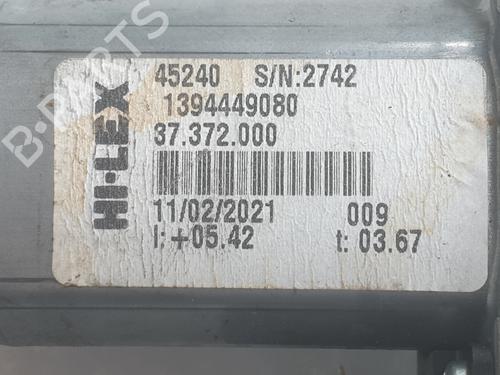 B-PARTS
HI-LEX
45240 S/N:2742
1394449080
37.372.000
11/02/2021 009
I:+05.42 t: 03.67